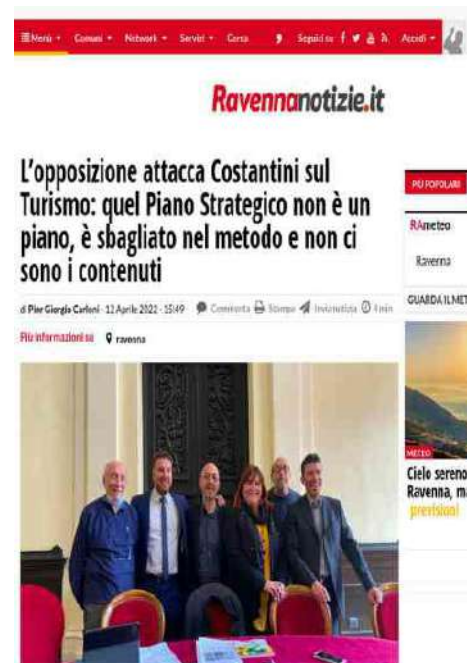 Menù Comuni Network Servizi Cerca Seguici su Accedi
Ravennanotizie.it
L'opposizione attacca Costantini sul
Turismo: quel Piano Strategico non è un
piano, è sbagliato nel metodo e non ci
sono i contenuti
di Pier Giorgio Carloni - 12 Aprile 2022 - 15:49 Commenta Stampa Invia notizia 4 min
Più informazioni su ravenna
PIÙ POPOLARI
RAmeteo
Ravenna
GUARDA IL MET
METEO
Cielo sereno
Ravenna, m
previsioni